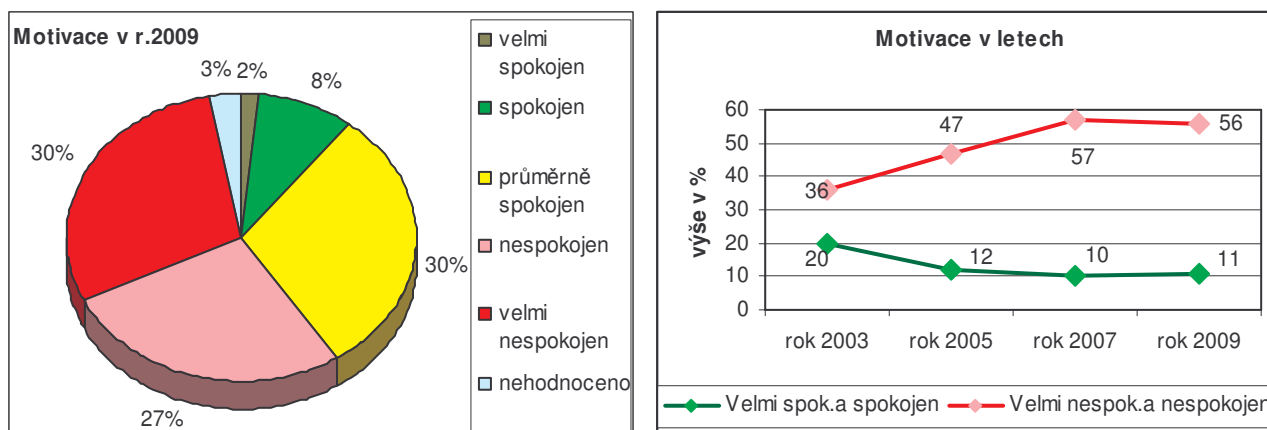 Motivace v r.2009
3%
2%
8%
30%
30%
27%
velmi
spokojen
spokojen
průměrně
spokojen
nespokojen
velmi
nespokojen
nehodnoceno
Motivace v letech
výše v %
60
50
40
30
20
10
0
36
47
57
56
20
12
10
11
rok 2003
rok 2005
rok 2007
rok 2009
Velmi spok.a spokojen
Velmi nespok.a nespokojen